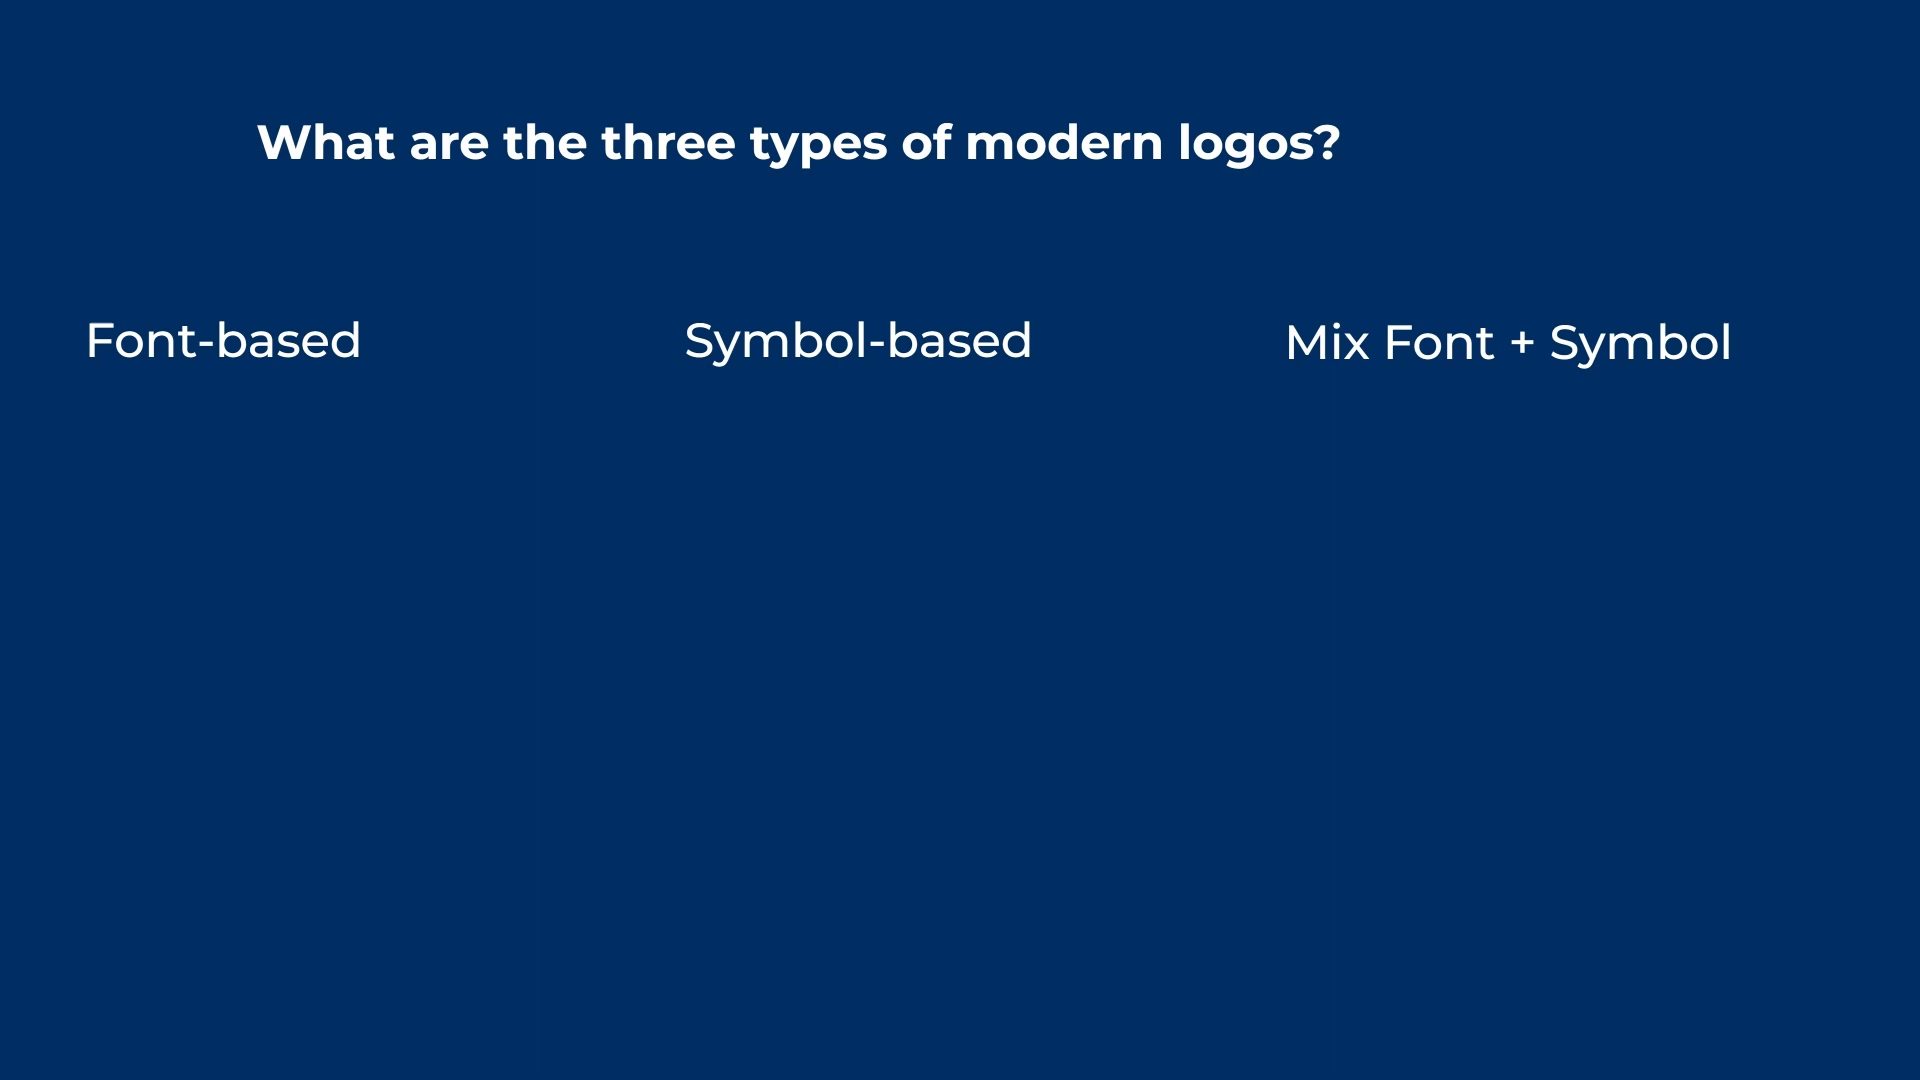 What are the three types of modern logos?
Font-based
Symbol-based
Mix Font + Symbol